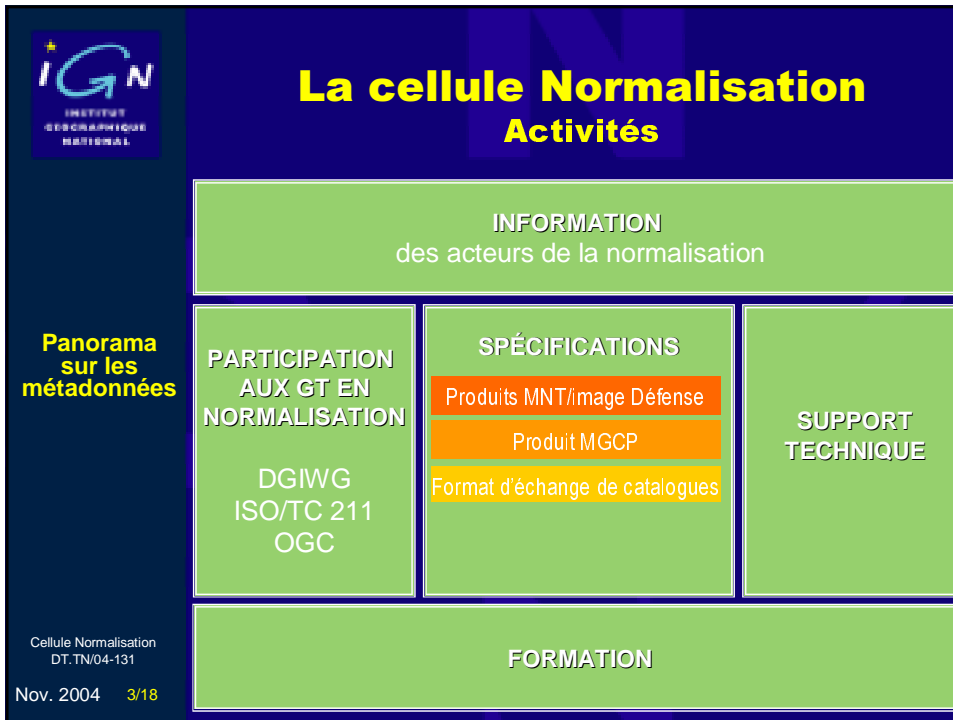 IGN
INSTITUT
GEOGRAPHIQUE
NATIONAL
La cellule Normalisation
Activités
INFORMATION
des acteurs de la normalisation
Panorama
sur les
métadonnées
PARTICIPATION
AUX GT EN
NORMALISATION
DGIWG
ISO/TC 211
OGC
SPÉCIFICATIONS
Produits MNT/image Défense
Produit MGCP
Format d'échange de catalogues
SUPPORT
TECHNIQUE
FORMATION
Cellule Normalisation
DT.TN/04-131
Nov. 2004 3/18